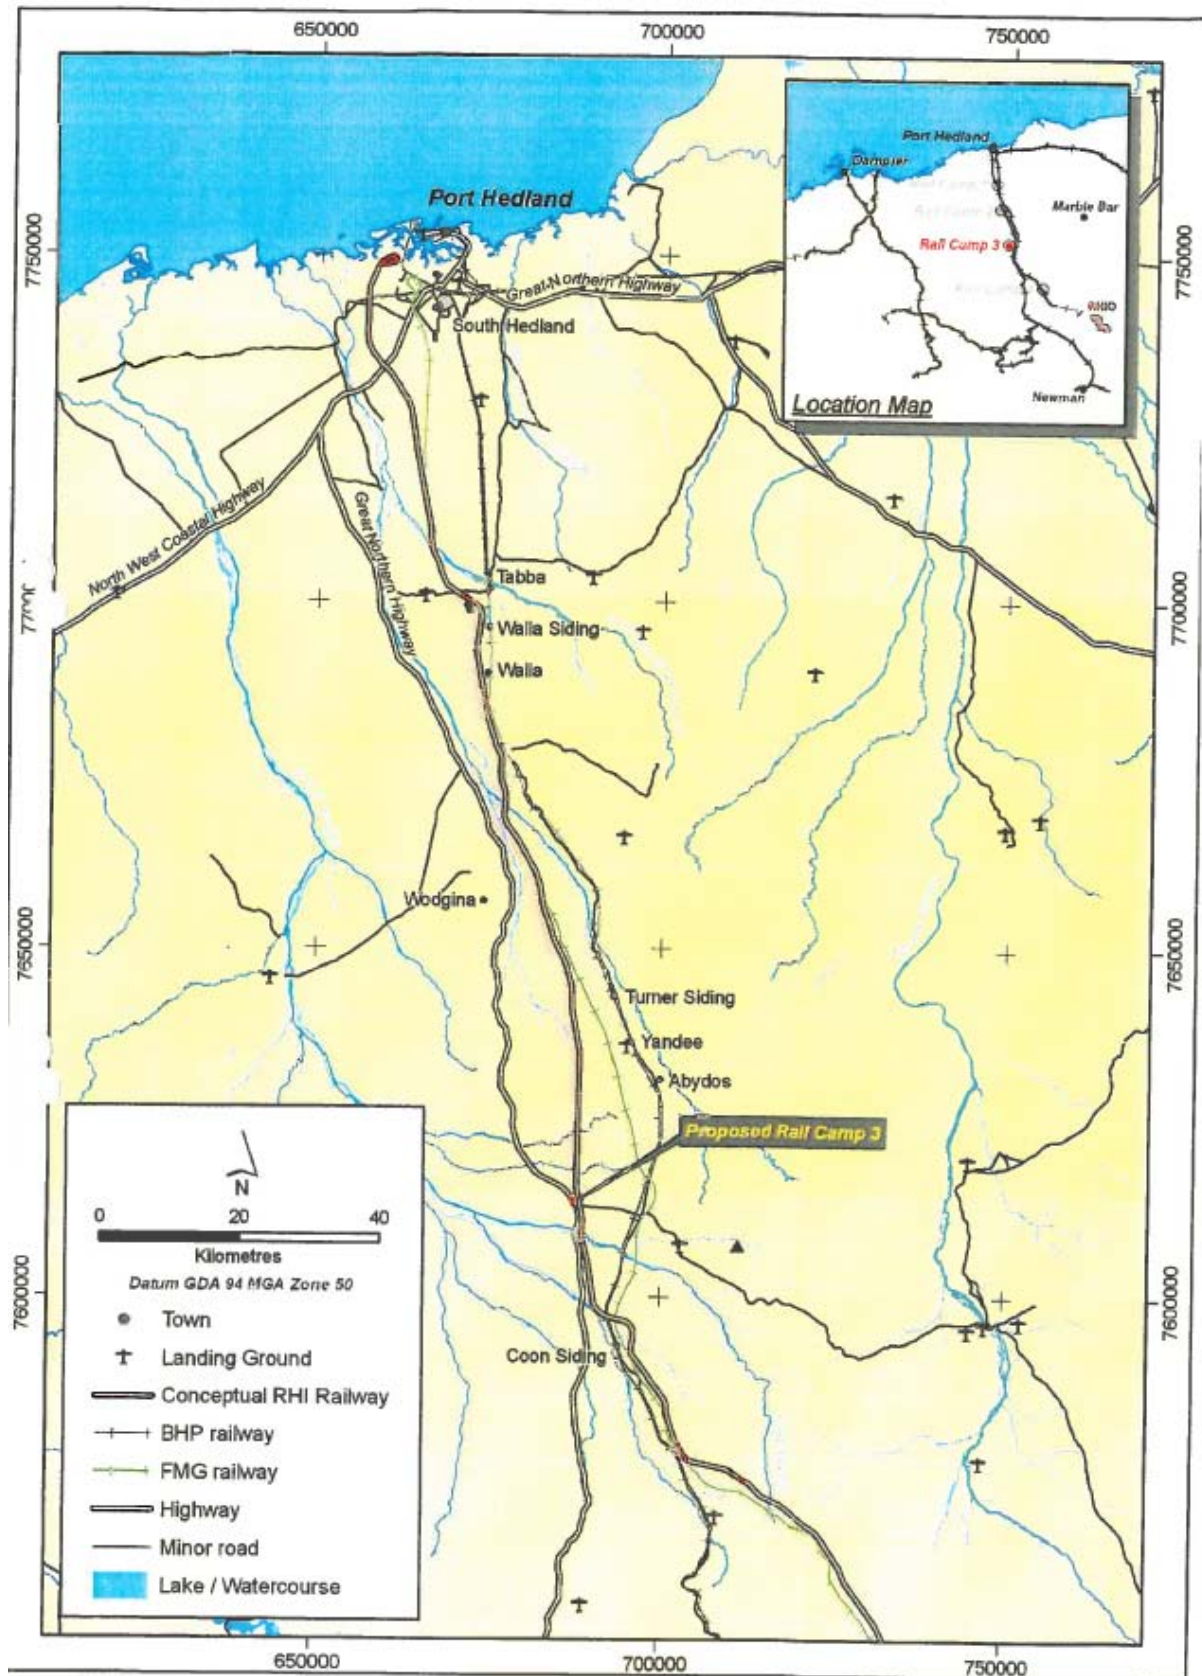 650000
700000
750000
Port Hedland
Dampier
Marble Bar
Rail Camp 3
Newman
Location Map
Port Hedland
7750000
7750000
Great Northern Highway
South Hedland
North West Coastal Highway
Great Northern Highway
Tabba
7700000
Walla Siding
Walla
Wodgina
7650000
7650000
Turner Siding
Yandee
Abydos
Proposed Rail Camp 3
N
0 20 40
Kilometres
Datum GDA 94 MGA Zone 50
7600000
7600000
Coon Siding
Town
Landing Ground
Conceptual RHI Railway
BHP railway
FMG railway
Highway
Minor road
Lake / Watercourse
650000
700000
750000